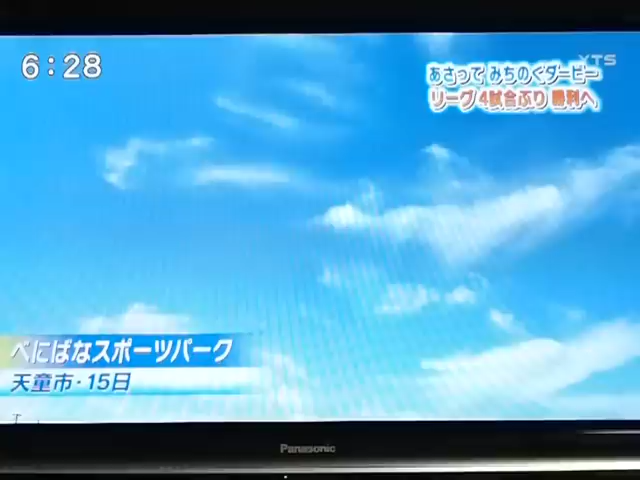 6:28
YTS
あさって みちのくダービー
リーグ 4試合ぶり 勝利へ
べにばなスポーツパーク
天童市・15日
Panasonic